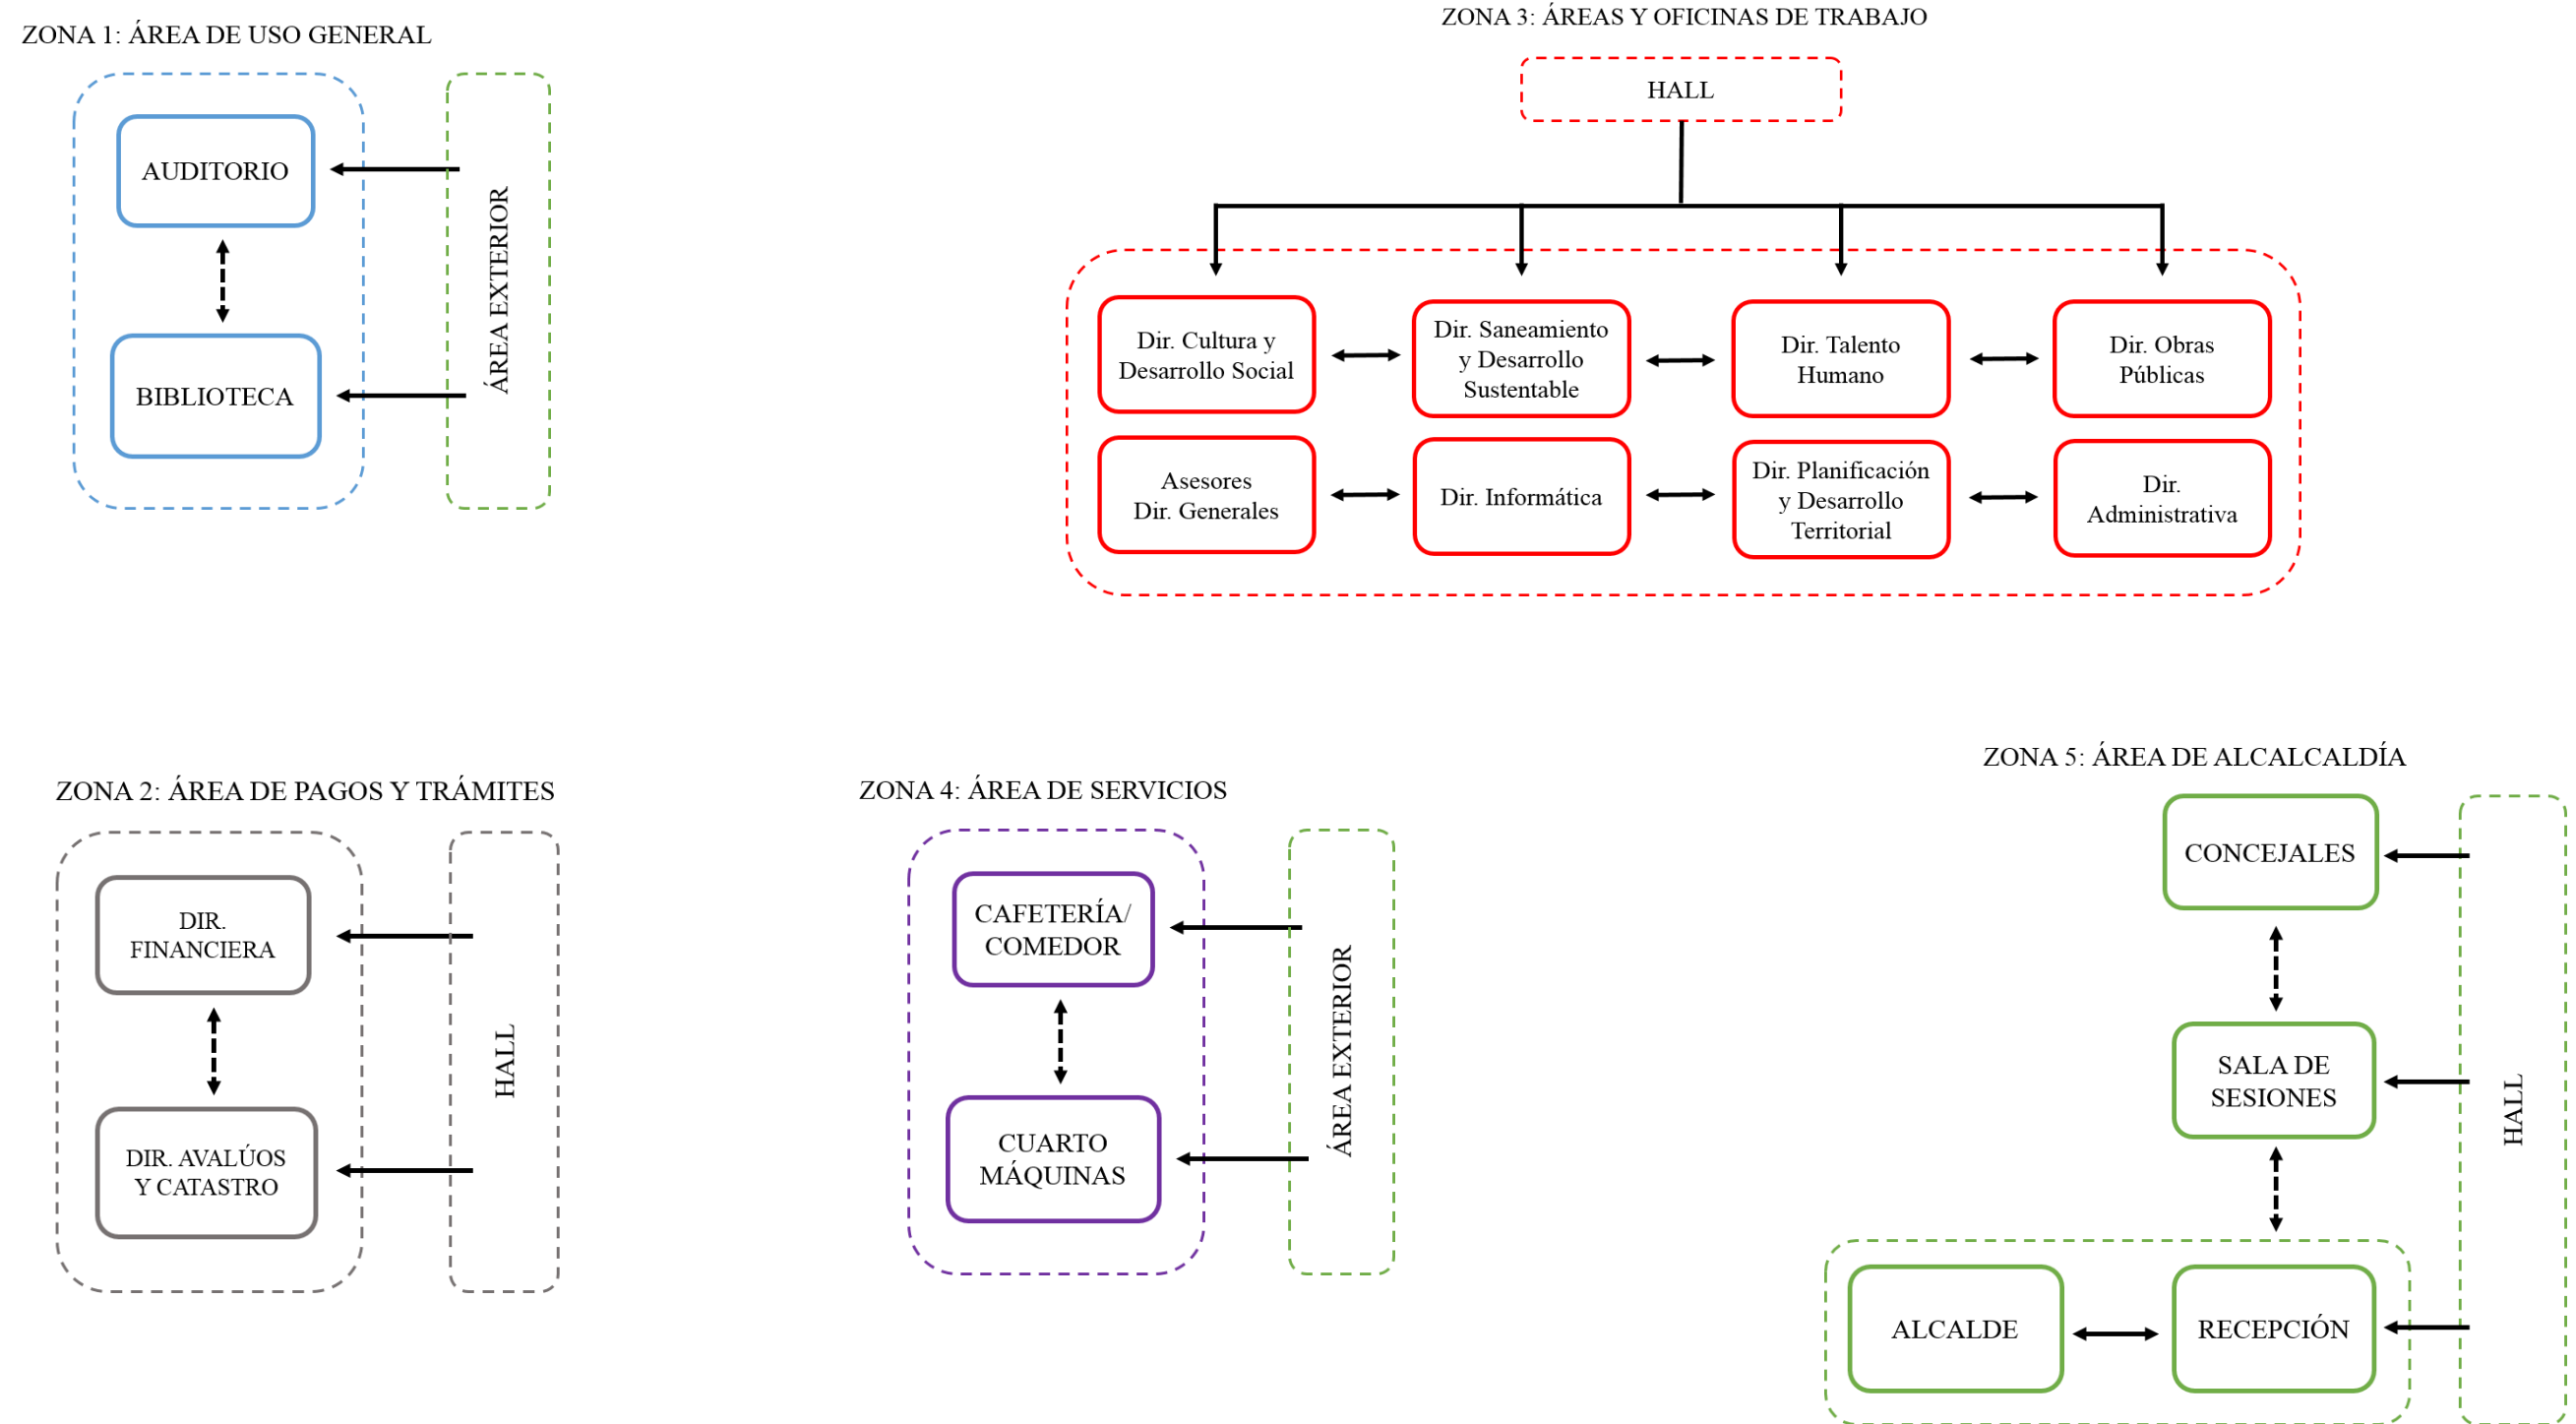 ZONA 1: ÁREA DE USO GENERAL
AUDITORIO
BIBLIOTECA
ÁREA EXTERIOR
ZONA 3: ÁREAS Y OFICINAS DE TRABAJO
HALL
Dir. Cultura y
Desarrollo Social
Dir. Saneamiento
y Desarrollo
Sustentable
Dir. Talento
Humano
Dir. Obras
Públicas
Asesores
Dir. Generales
Dir. Informática
Dir. Planificación
y Desarrollo
Territorial
Dir.
Administrativa
ZONA 2: ÁREA DE PAGOS Y TRÁMITES
DIR.
FINANCIERA
DIR. AVALÚOS
Y CATASTRO
HALL
ZONA 4: ÁREA DE SERVICIOS
CAFETERÍA/
COMEDOR
CUARTO
MÁQUINAS
ÁREA EXTERIOR
ZONA 5: ÁREA DE ALCALCALDÍA
CONCEJALES
SALA DE
SESIONES
ALCALDE
RECEPCIÓN
HALL